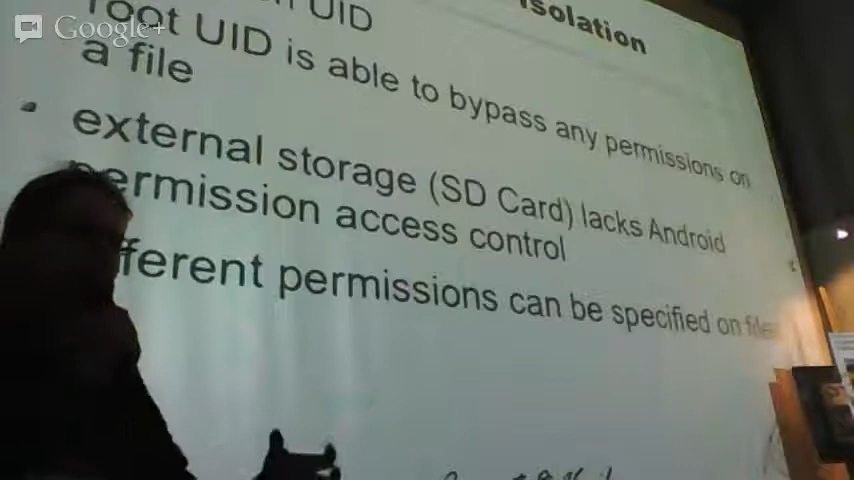 Google+
Isolation
UID
root UID is able to bypass any permissions on
a file
• external storage (SD Card) lacks Android
permission access control
fferent permissions can be specified on files